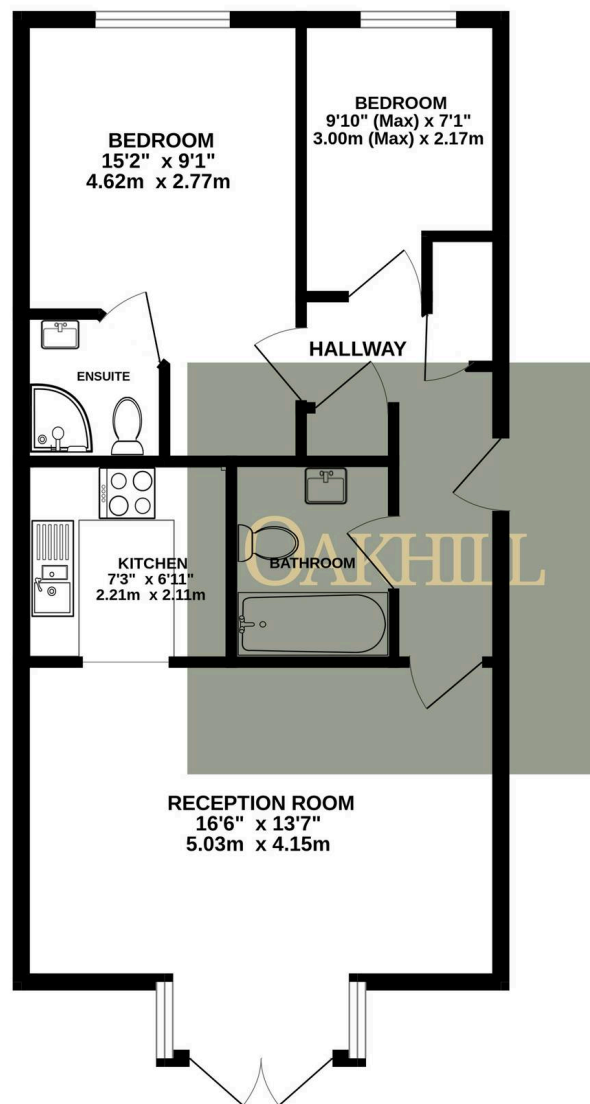 BEDROOM
15'2" x 9'1"
4.62m x 2.77m
BEDROOM
9'10" (Max) x 7'1"
3.00m (Max) x 2.17m
HALLWAY
ENSUITE
KITCHEN
7'3" x 6'11"
2.21m x 2.11m
OAKHILL
BATHROOM
RECEPTION ROOM
16'6" x 13'7"
5.03m x 4.15m